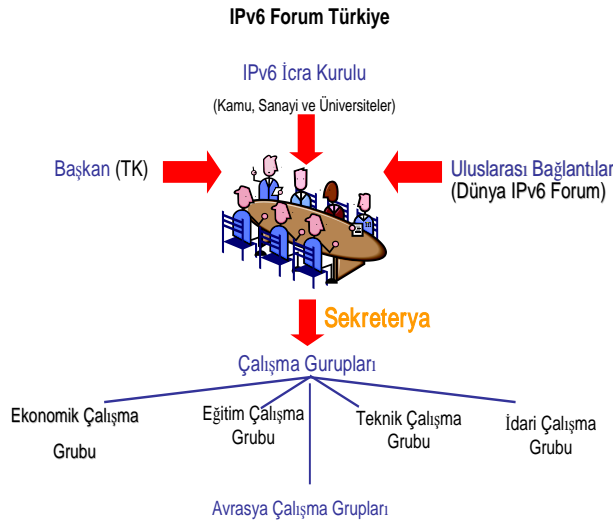 IPv6 Forum Türkiye
IPv6 İcra Kurulu
(Kamu, Sanayi ve Üniversiteler)
Başkan (TK)
Uluslarası Bağlantılar
(Dünya IPv6 Forum)
Sekreterya
Çalışma Gurupları
Ekonomik Çalışma
Grubu
Eğitim Çalışma
Grubu
Teknik Çalışma
Grubu
İdari Çalışma
Grubu
Avrasya Çalışma Grupları